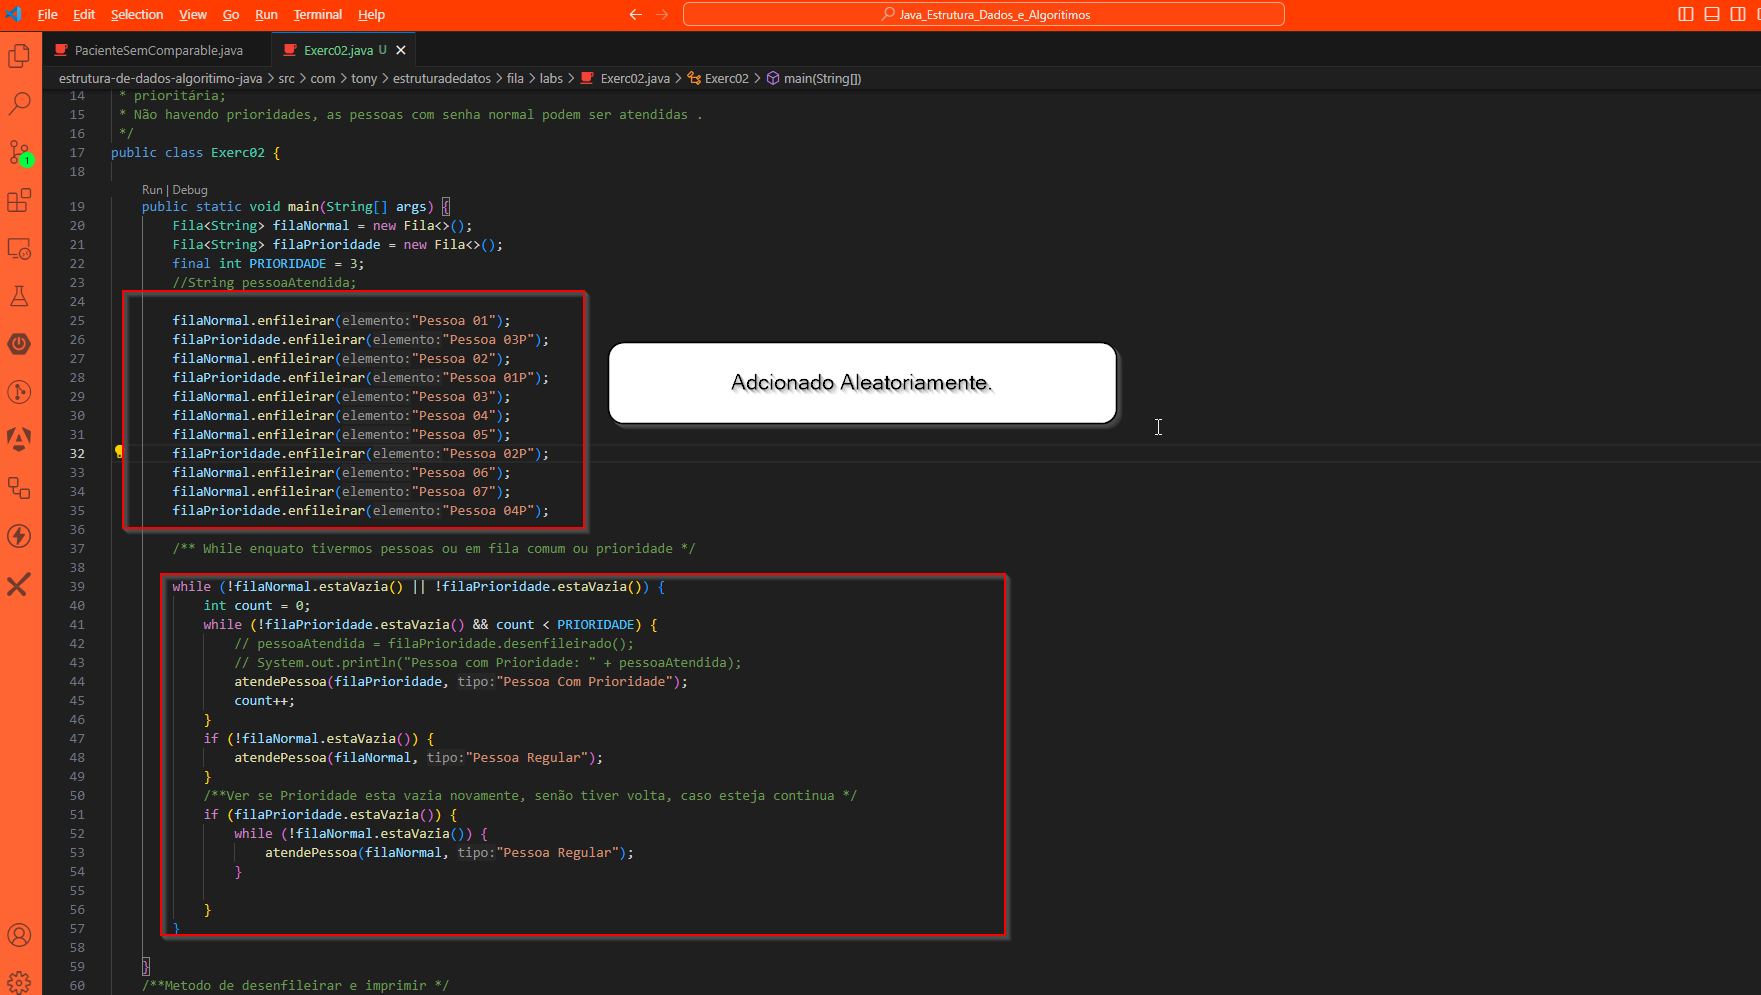 File Edit Selection View Go Run Terminal Help
Java_Estrutura_Dados_e_Algoritimos
PacienteSemComparable.java
Exerc02.java U
estrutura-de-dados-algoritimo-java > src > com > tony > estruturadedatos > fila > labs > Exerc02.java > Exerc02 > main(String[])
14 * prioritária;
15 * Não havendo prioridades, as pessoas com senha normal podem ser atendidas .
16 */
17 public class Exerc02 {
18
Run | Debug
19 public static void main(String[] args) {
20 Fila<String> filaNormal = new Fila<>();
21 Fila<String> filaPrioridade = new Fila<>();
22 final int PRIORIDADE = 3;
23 //String pessoaAtendida;
24
25 filaNormal.enfileirar(elemento:"Pessoa 01");
26 filaPrioridade.enfileirar(elemento:"Pessoa 03P");
27 filaNormal.enfileirar(elemento:"Pessoa 02");
28 filaPrioridade.enfileirar(elemento:"Pessoa 01P");
29 filaNormal.enfileirar(elemento:"Pessoa 03");
30 filaNormal.enfileirar(elemento:"Pessoa 04");
31 filaNormal.enfileirar(elemento:"Pessoa 05");
32 filaPrioridade.enfileirar(elemento:"Pessoa 02P");
33 filaNormal.enfileirar(elemento:"Pessoa 06");
34 filaNormal.enfileirar(elemento:"Pessoa 07");
35 filaPrioridade.enfileirar(elemento:"Pessoa 04P");
Adcionado Aleatoriamente.
36
37 /** While enquato tivermos pessoas ou em fila comum ou prioridade */
38
39 while (!filaNormal.estaVazia() || !filaPrioridade.estaVazia()) {
40 int count = 0;
41 while (!filaPrioridade.estaVazia() && count < PRIORIDADE) {
42 // pessoaAtendida = filaPrioridade.desenfileirado();
43 // System.out.println("Pessoa com Prioridade: " + pessoaAtendida);
44 atendePessoa(filaPrioridade, tipo:"Pessoa Com Prioridade");
45 count++;
46 }
47 if (!filaNormal.estaVazia()) {
48 atendePessoa(filaNormal, tipo:"Pessoa Regular");
49 }
50 /**Ver se Prioridade esta vazia novamente, senão tiver volta, caso esteja continua */
51 if (filaPrioridade.estaVazia()) {
52 while (!filaNormal.estaVazia()) {
53 atendePessoa(filaNormal, tipo:"Pessoa Regular");
54 }
55
56 }
57 }
58
59 }
60 /**Metodo de desenfileirar e imprimir */
1